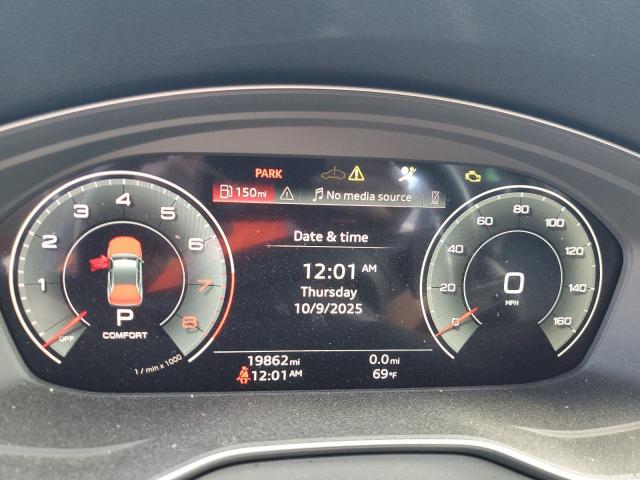 PARK
150 mi
No media source
Date & time
12:01 AM
Thursday
10/9/2025
1 2 3 4 5 6 7 8
OFF
P
COMFORT
1 / min x 1000
0 20 40 60 80 100 120 140 160
0
MPH
19862 mi
0.0 mi
12:01 AM
69°F